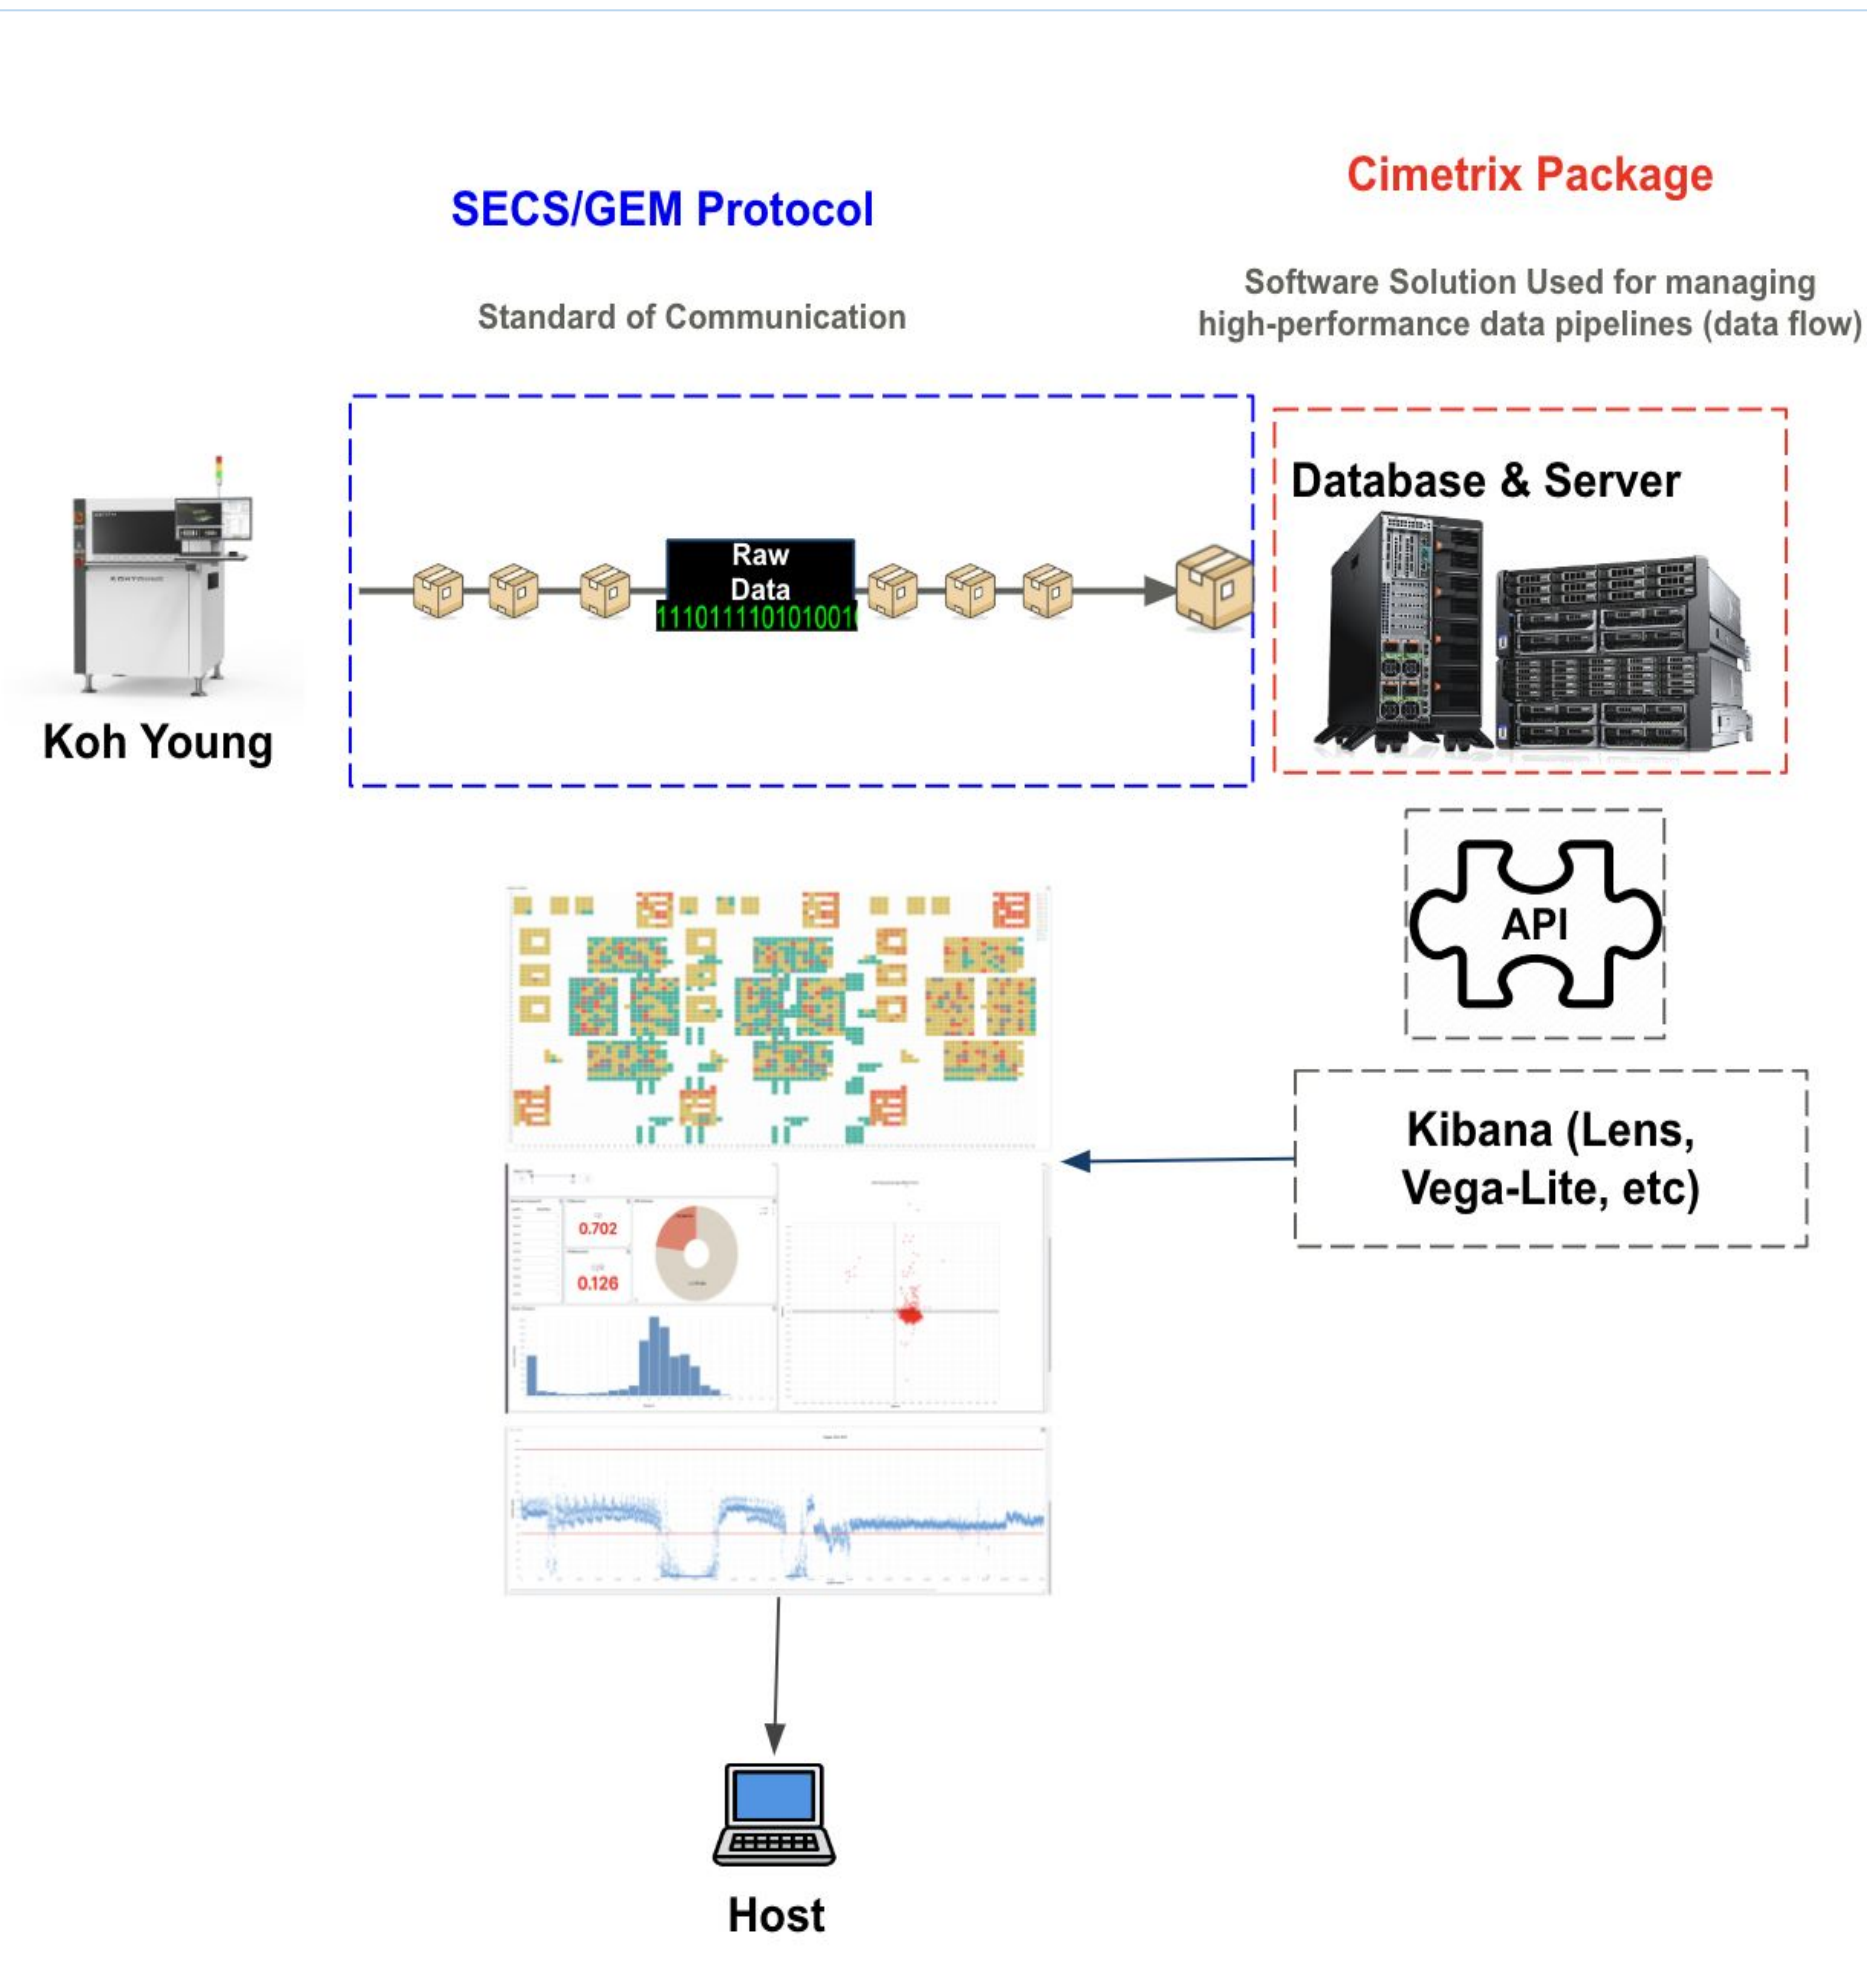 Cimetrix Package
SECS/GEM Protocol
Software Solution Used for managing
high-performance data pipelines (data flow)
Standard of Communication
Database & Server
Raw
Data
111011110101001
Koh Young
API
Kibana (Lens,
Vega-Lite, etc)
0.702
0.126
Host